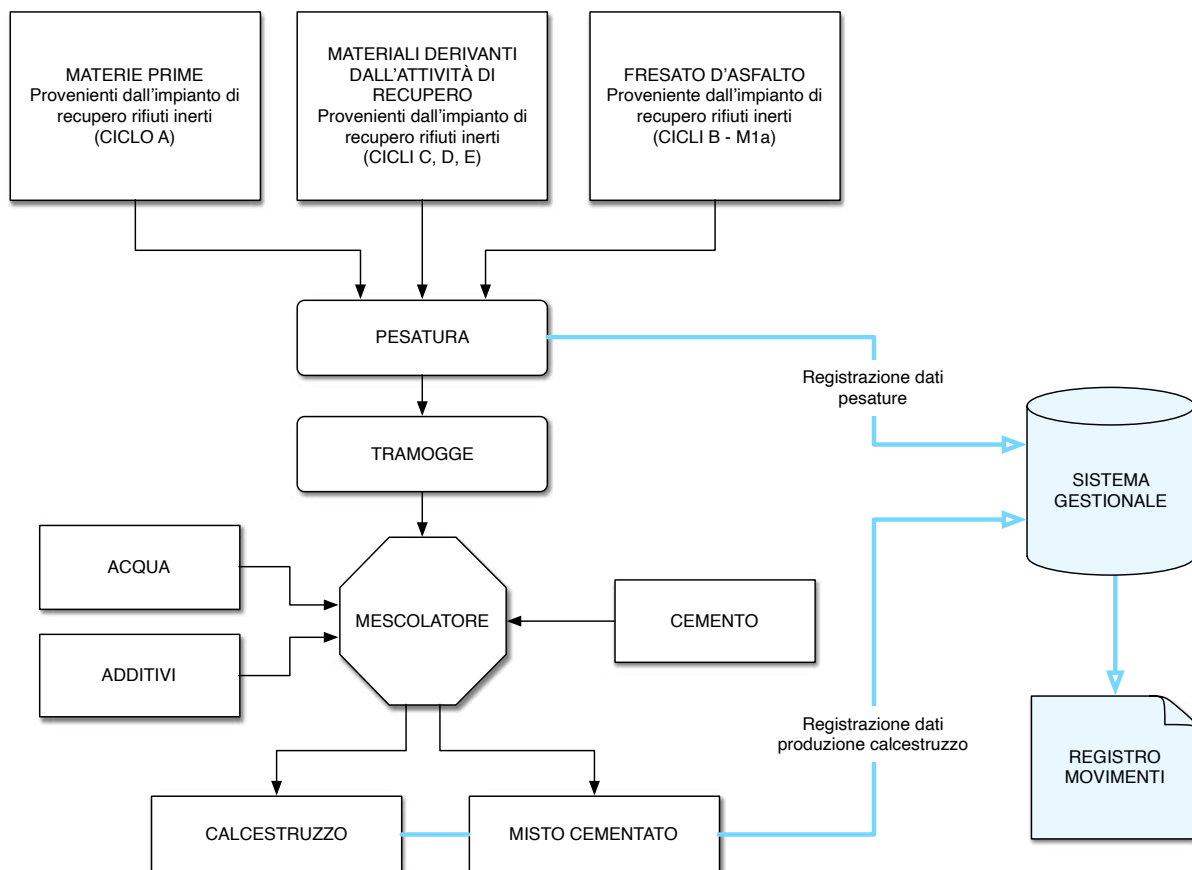 MATERIE PRIME
Provenienti dall'impianto di
recupero rifiuti inerti
(CICLO A)
MATERIALI DERIVANTI
DALL'ATTIVITÀ DI
RECUPERO
Provenienti dall'impianto di
recupero rifiuti inerti
(CICLI C, D, E)
FRESATO D'ASFALTO
Proveniente dall'impianto di
recupero rifiuti inerti
(CICLI B - M1a)
PESATURA
Registrazione dati
pesature
TRAMOGGE
SISTEMA
GESTIONALE
ACQUA
MESCOLATORE
CEMENTO
ADDITIVI
Registrazione dati
produzione calcestruzzo
REGISTRO
MOVIMENTI
CALCESTRUZZO
MISTO CEMENTATO